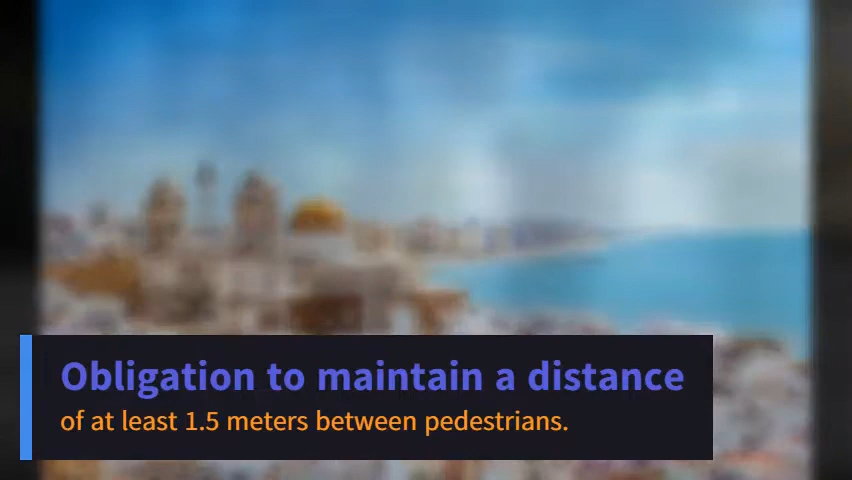 Obligation to maintain a distance
of at least 1.5 meters between pedestrians.